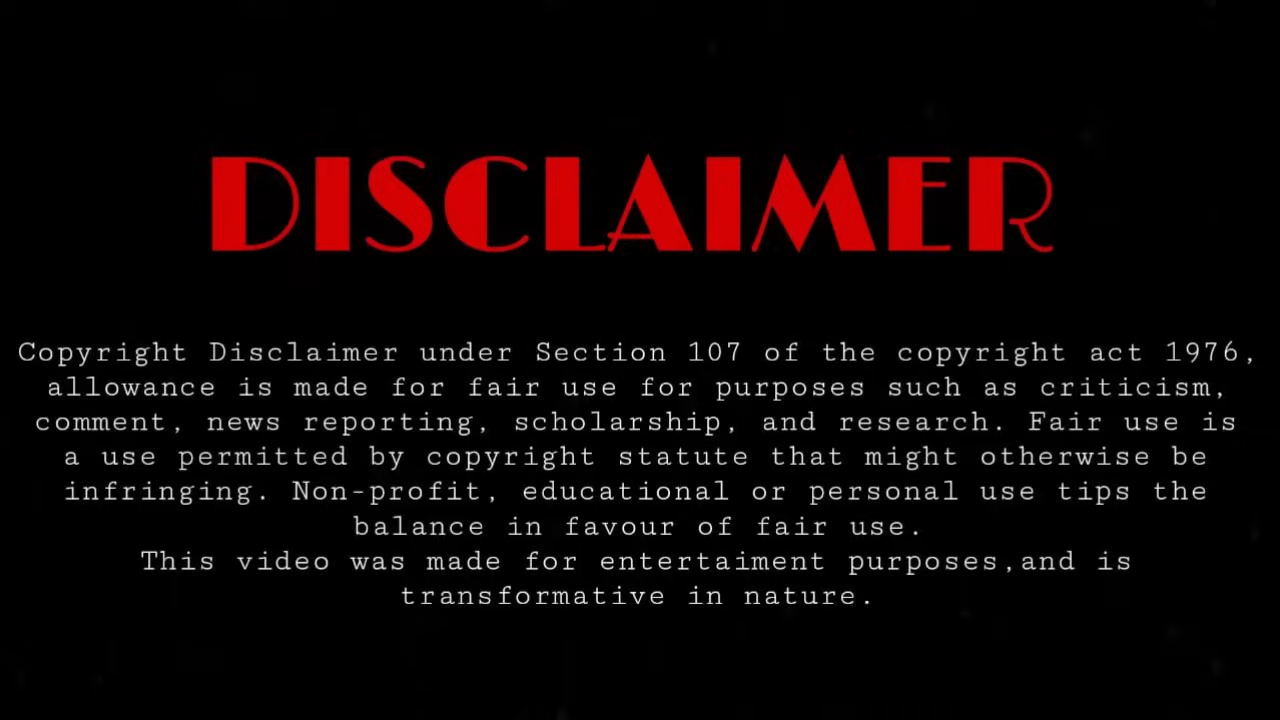 DISCLAIMER
Copyright Disclaimer under Section 107 of the copyright act 1976,
allowance is made for fair use for purposes such as criticism,
comment, news reporting, scholarship, and research. Fair use is
a use permitted by copyright statute that might otherwise be
infringing. Non-profit, educational or personal use tips the
balance in favour of fair use.
This video was made for entertaiment purposes,and is
transformative in nature.